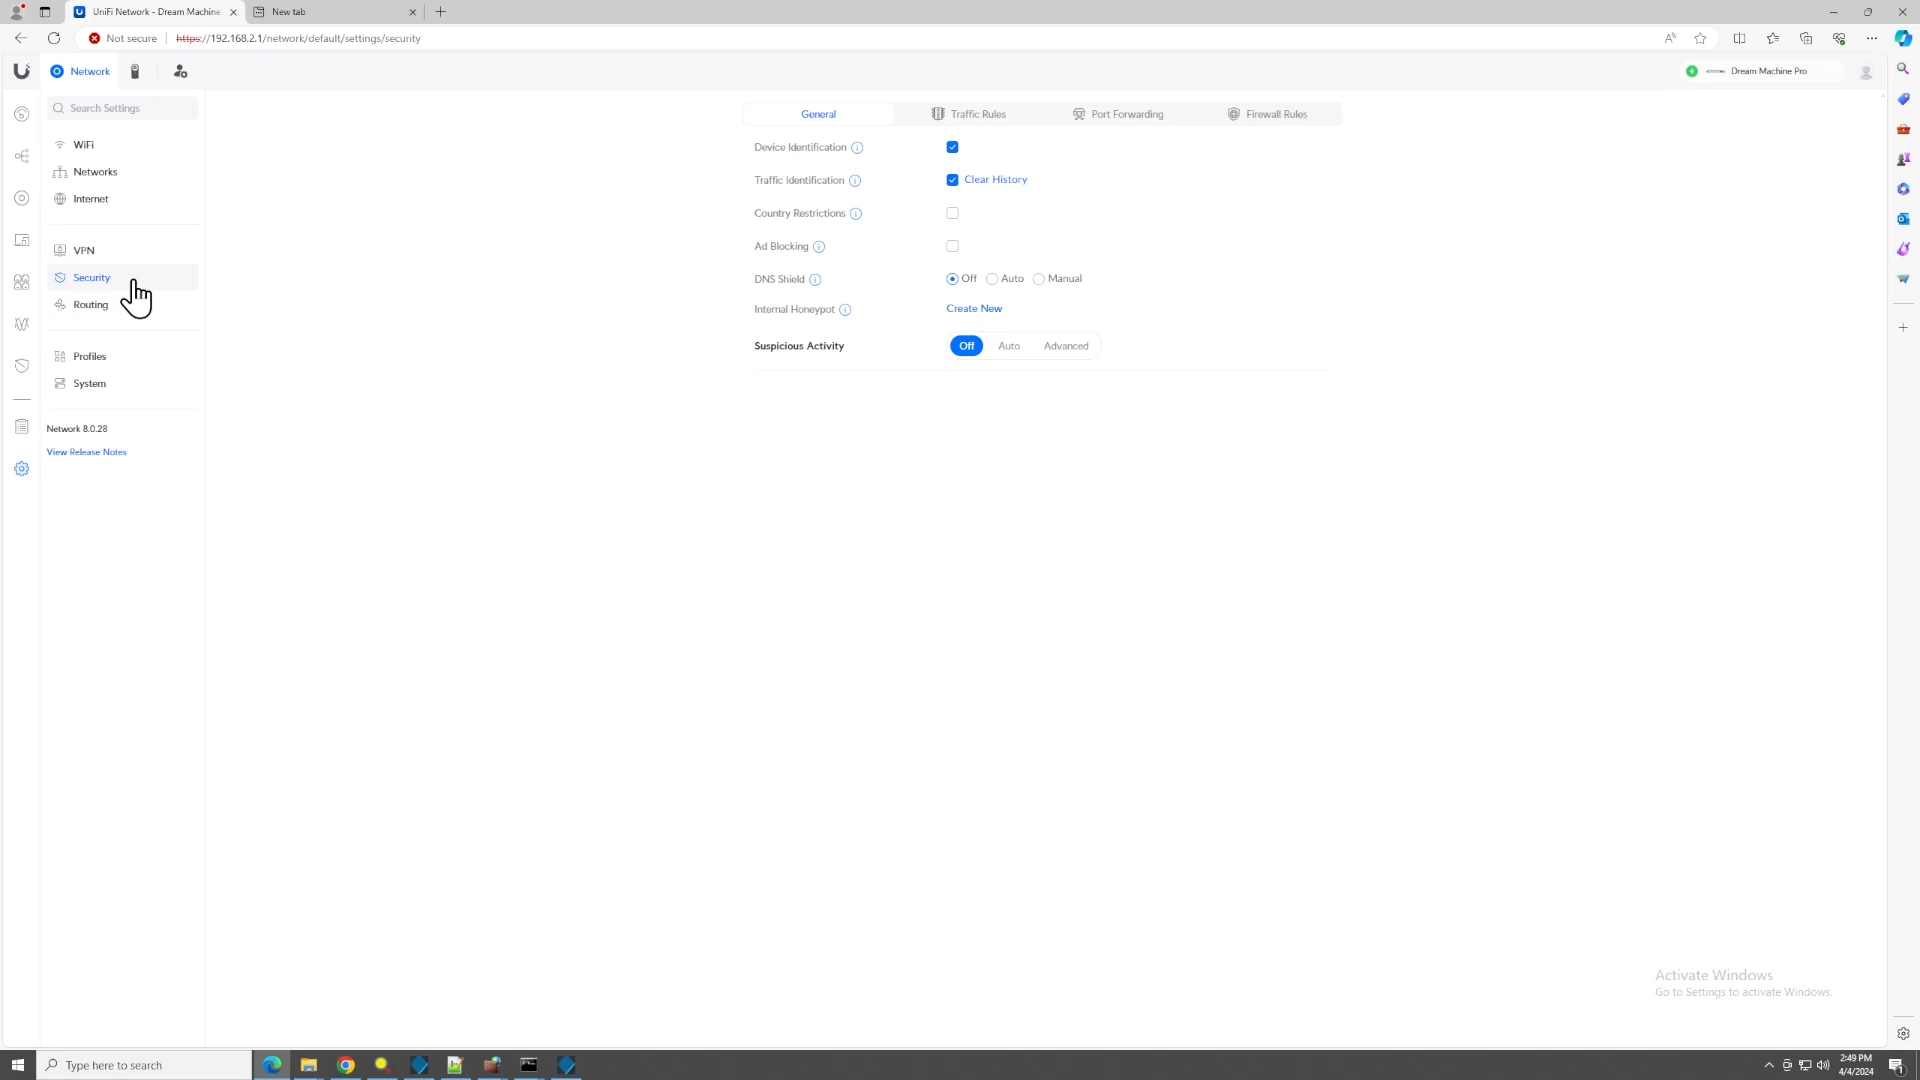 UniFi Network - Dream Machine
New tab
Not secure
https://192.168.2.1/network/default/settings/security
Network
Dream Machine Pro
Search Settings
WiFi
Networks
Internet
VPN
Security
Routing
Profiles
System
Network 8.0.28
View Release Notes
General
Traffic Rules
Port Forwarding
Firewall Rules
Device Identification
Traffic Identification
Clear History
Country Restrictions
Ad Blocking
DNS Shield
Off
Auto
Manual
Internal Honeypot
Create New
Suspicious Activity
Off
Auto
Advanced
Activate Windows
Go to Settings to activate Windows.
Type here to search
2:49 PM
4/4/2024
1